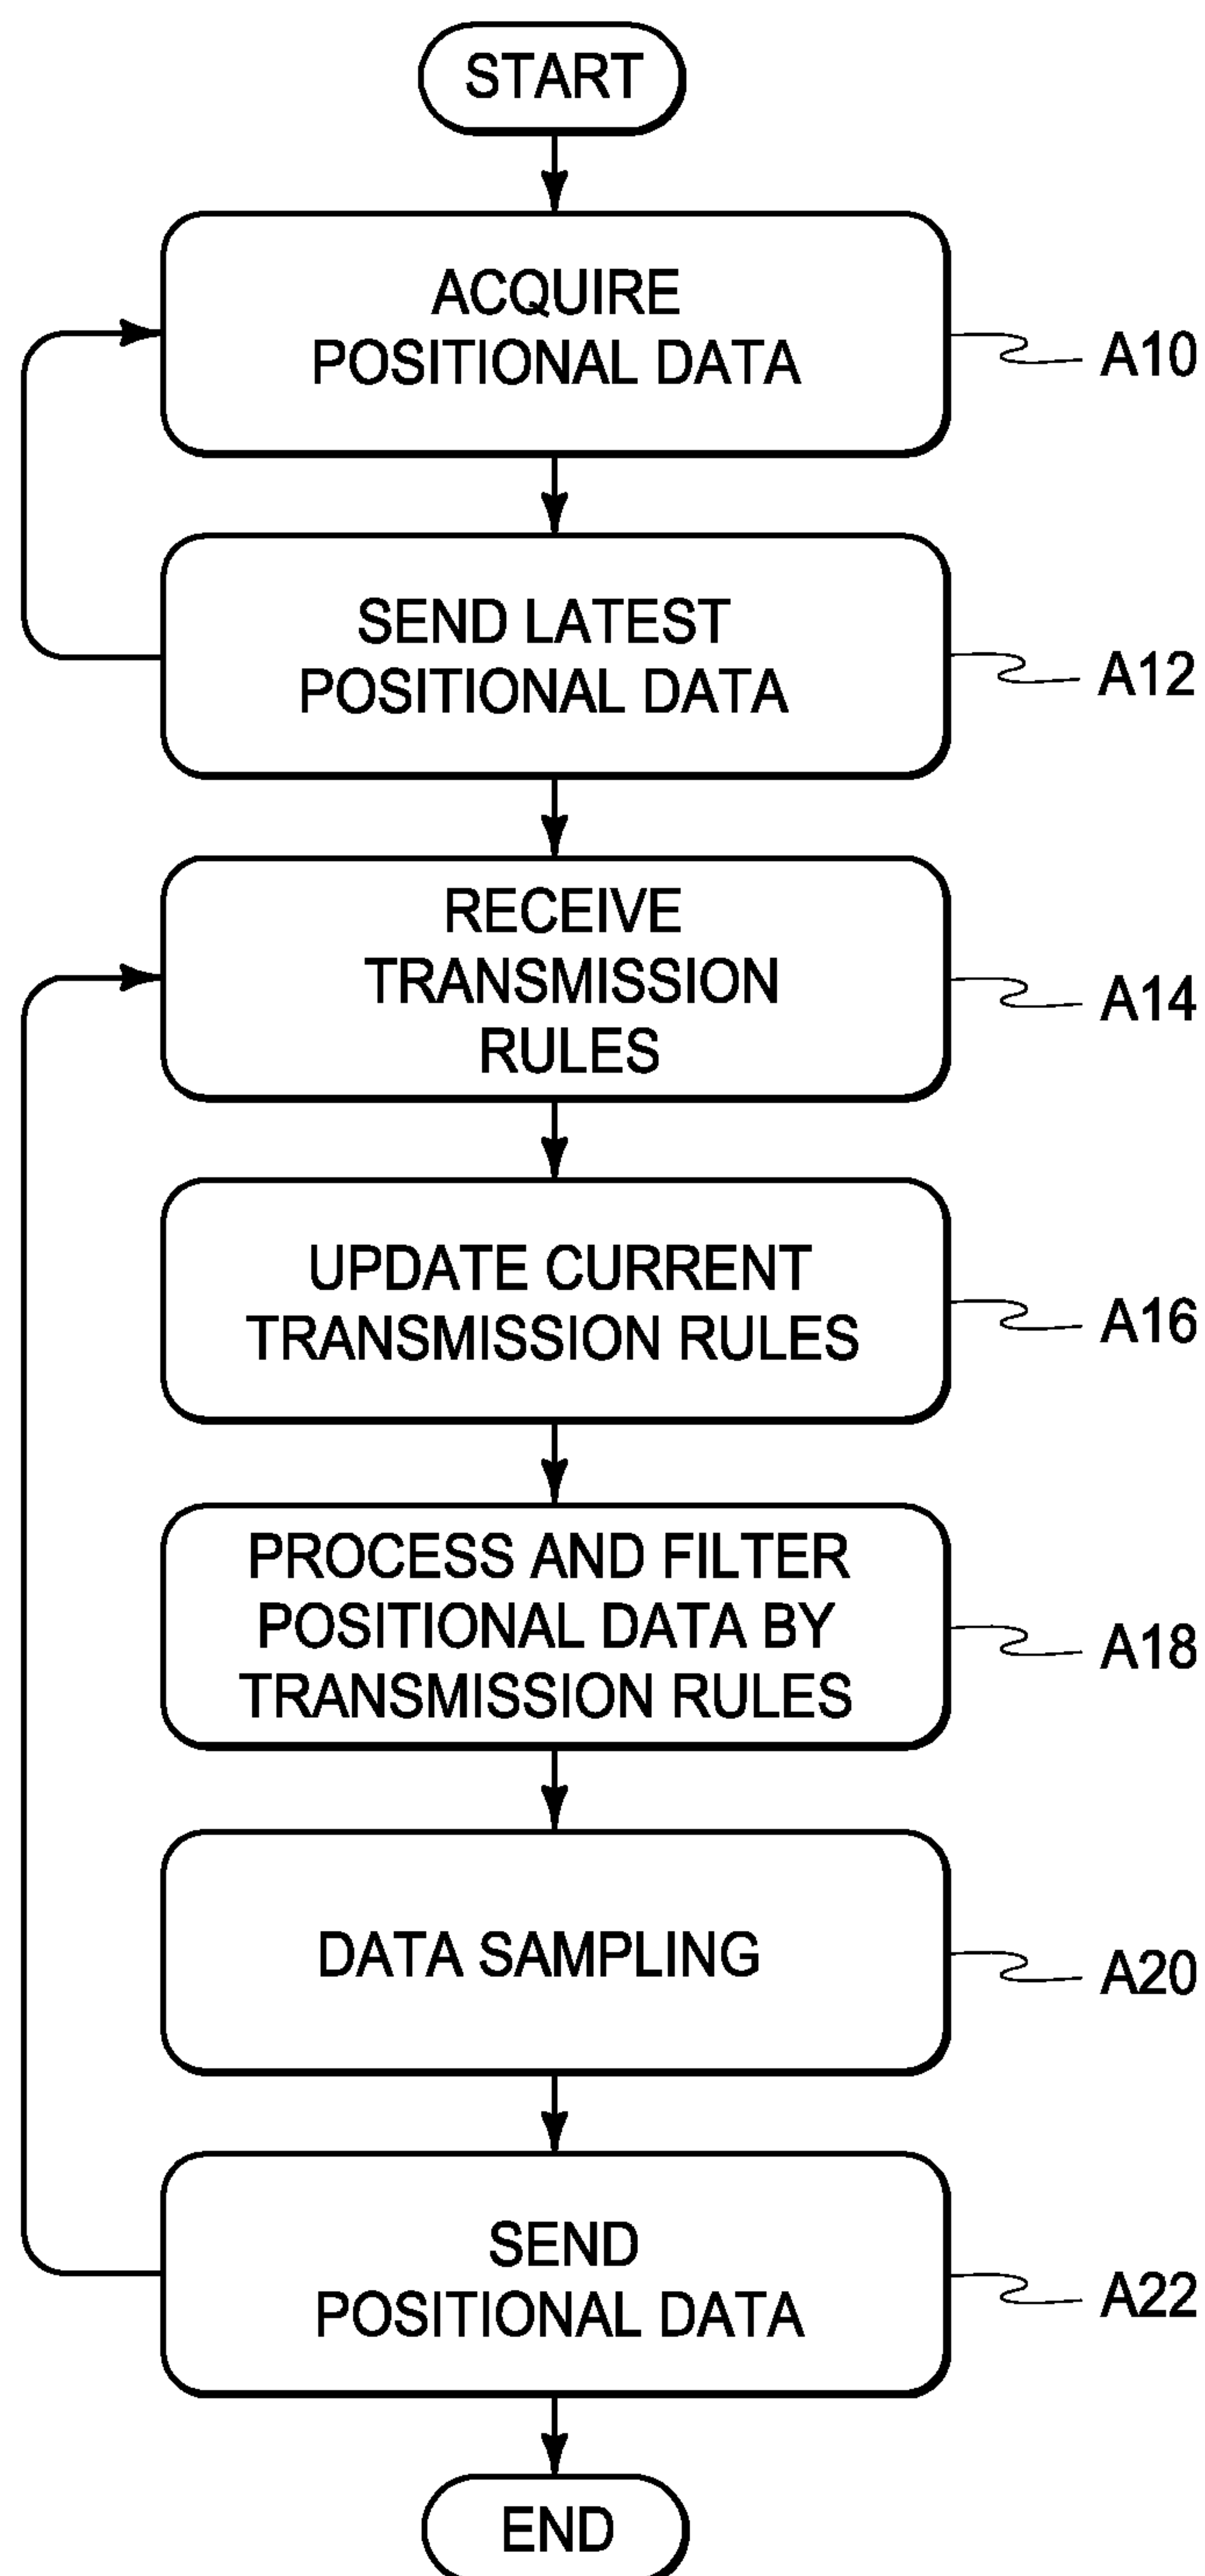 START
ACQUIRE
POSITIONAL DATA
A10
SEND LATEST
POSITIONAL DATA
A12
RECEIVE
TRANSMISSION
RULES
A14
UPDATE CURRENT
TRANSMISSION RULES
A16
PROCESS AND FILTER
POSITIONAL DATA BY
TRANSMISSION RULES
A18
DATA SAMPLING
A20
SEND
POSITIONAL DATA
A22
END